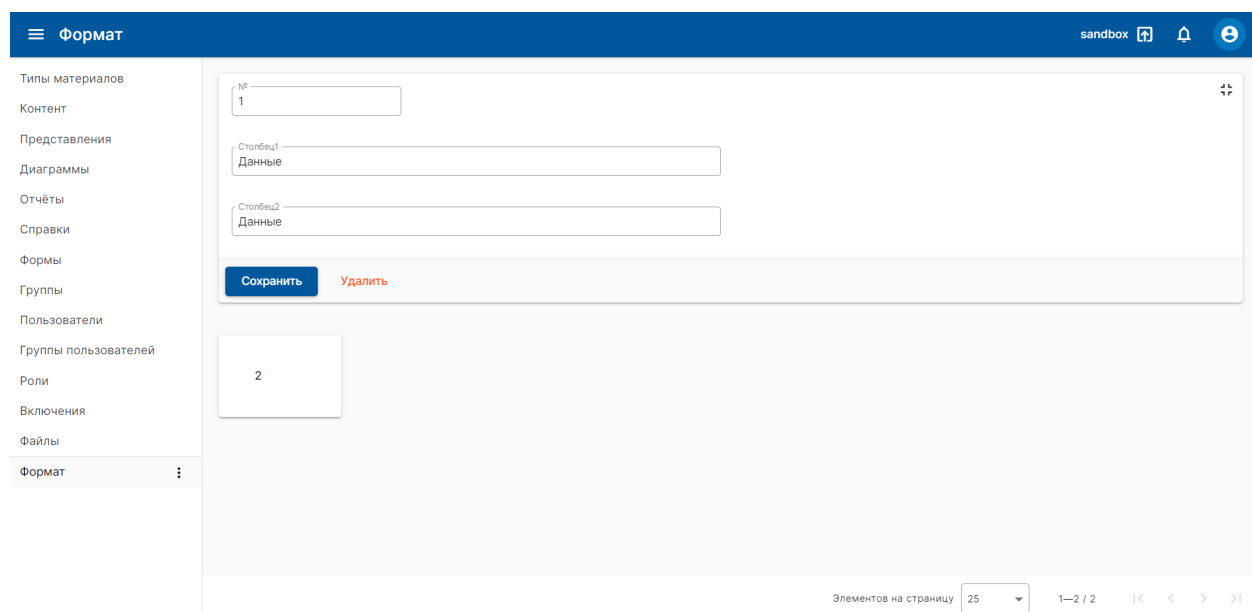 Формат
sandbox
Типы материалов
Контент
Представления
Диаграммы
Отчёты
Справки
Формы
Группы
Пользователи
Группы пользователей
Роли
Включения
Файлы
Формат
№
1
Столбец1
Данные
Столбец2
Данные
Сохранить Удалить
2
Элементов на страницу 25 1—2 / 2